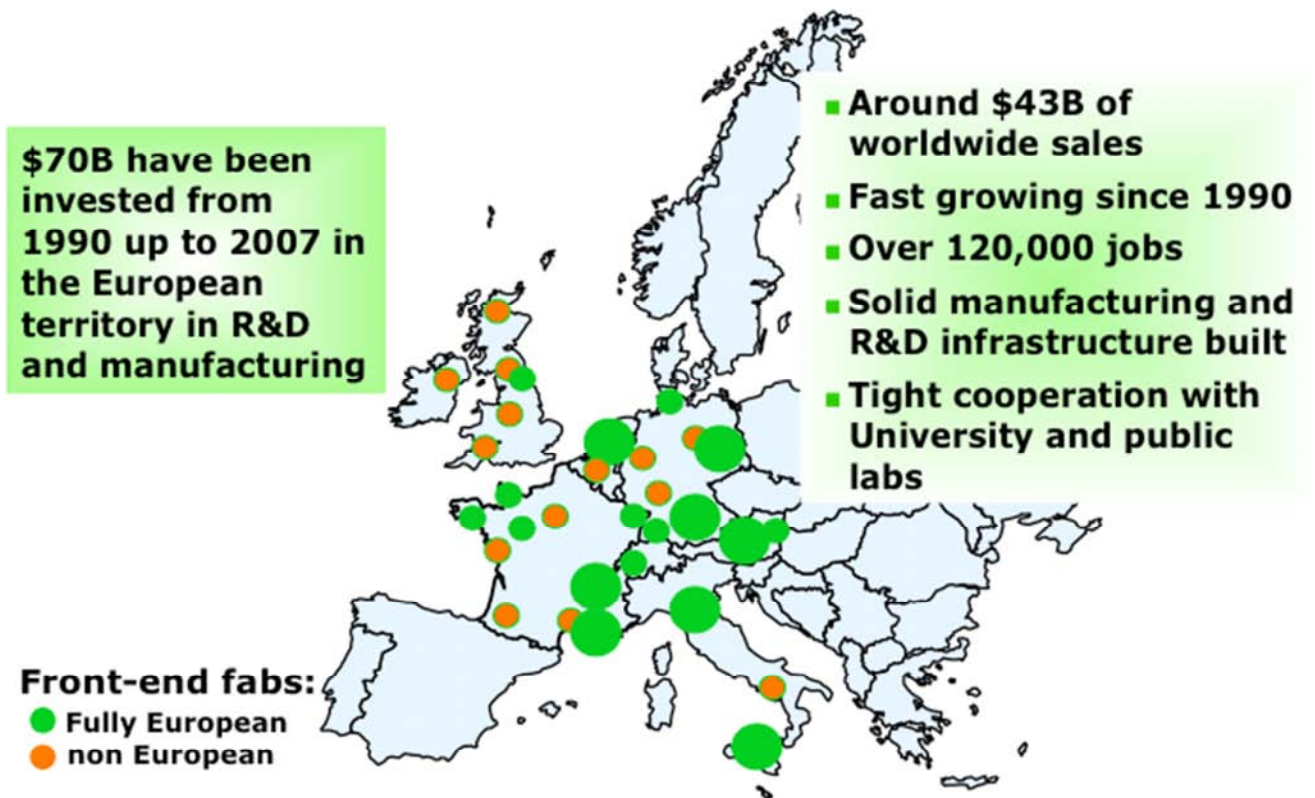 $70B have been
invested from
1990 up to 2007 in
the European
territory in R&D
and manufacturing
▪ Around $43B of
worldwide sales
▪ Fast growing since 1990
▪ Over 120,000 jobs
▪ Solid manufacturing and
R&D infrastructure built
▪ Tight cooperation with
University and public
labs
Front-end fabs:
Fully European
non European